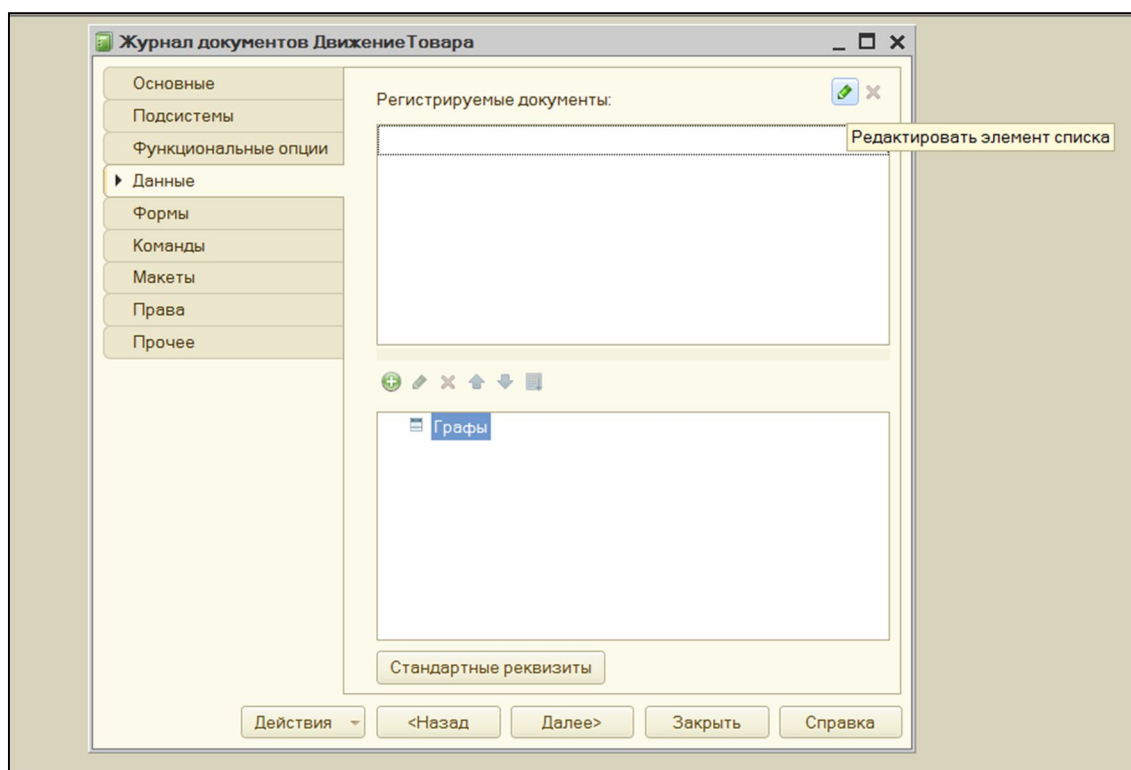 Журнал документов ДвижениеТовара
Основные
Подсистемы
Функциональные опции
Данные
Формы
Команды
Макеты
Права
Прочее
Регистрируемые документы:
Редактировать элемент списка
Графы
Стандартные реквизиты
Действия
<Назад
Далее>
Закрыть
Справка